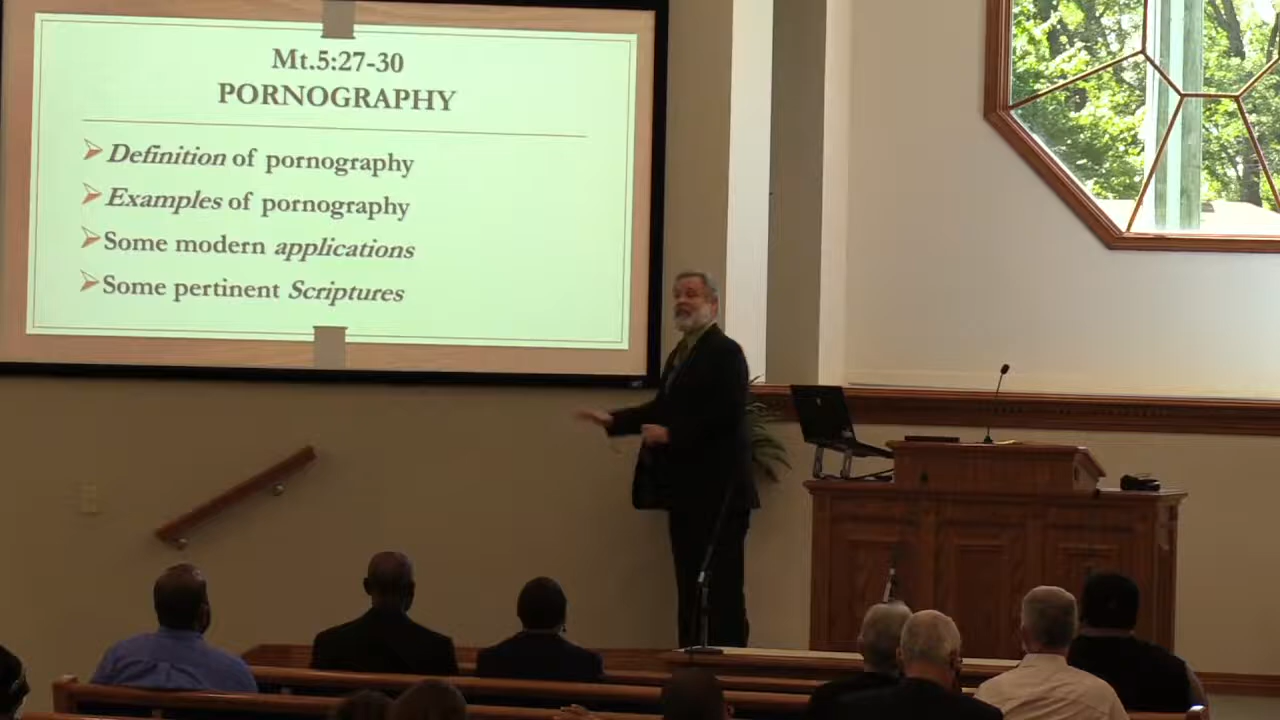 Mt.5:27-30
PORNOGRAPHY
Definition of pornography
Examples of pornography
Some modern applications
Some pertinent Scriptures